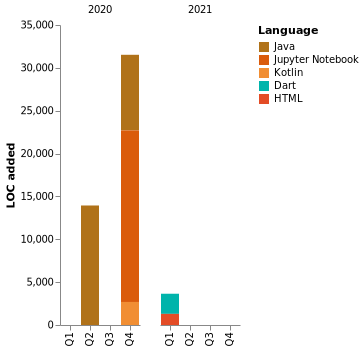 2020 2021
Language
Java
Jupyter Notebook
Kotlin
Dart
HTML
LOC added
35,000
30,000
25,000
20,000
15,000
10,000
5,000
0
Q1 Q2 Q3 Q4 Q1 Q2 Q3 Q4